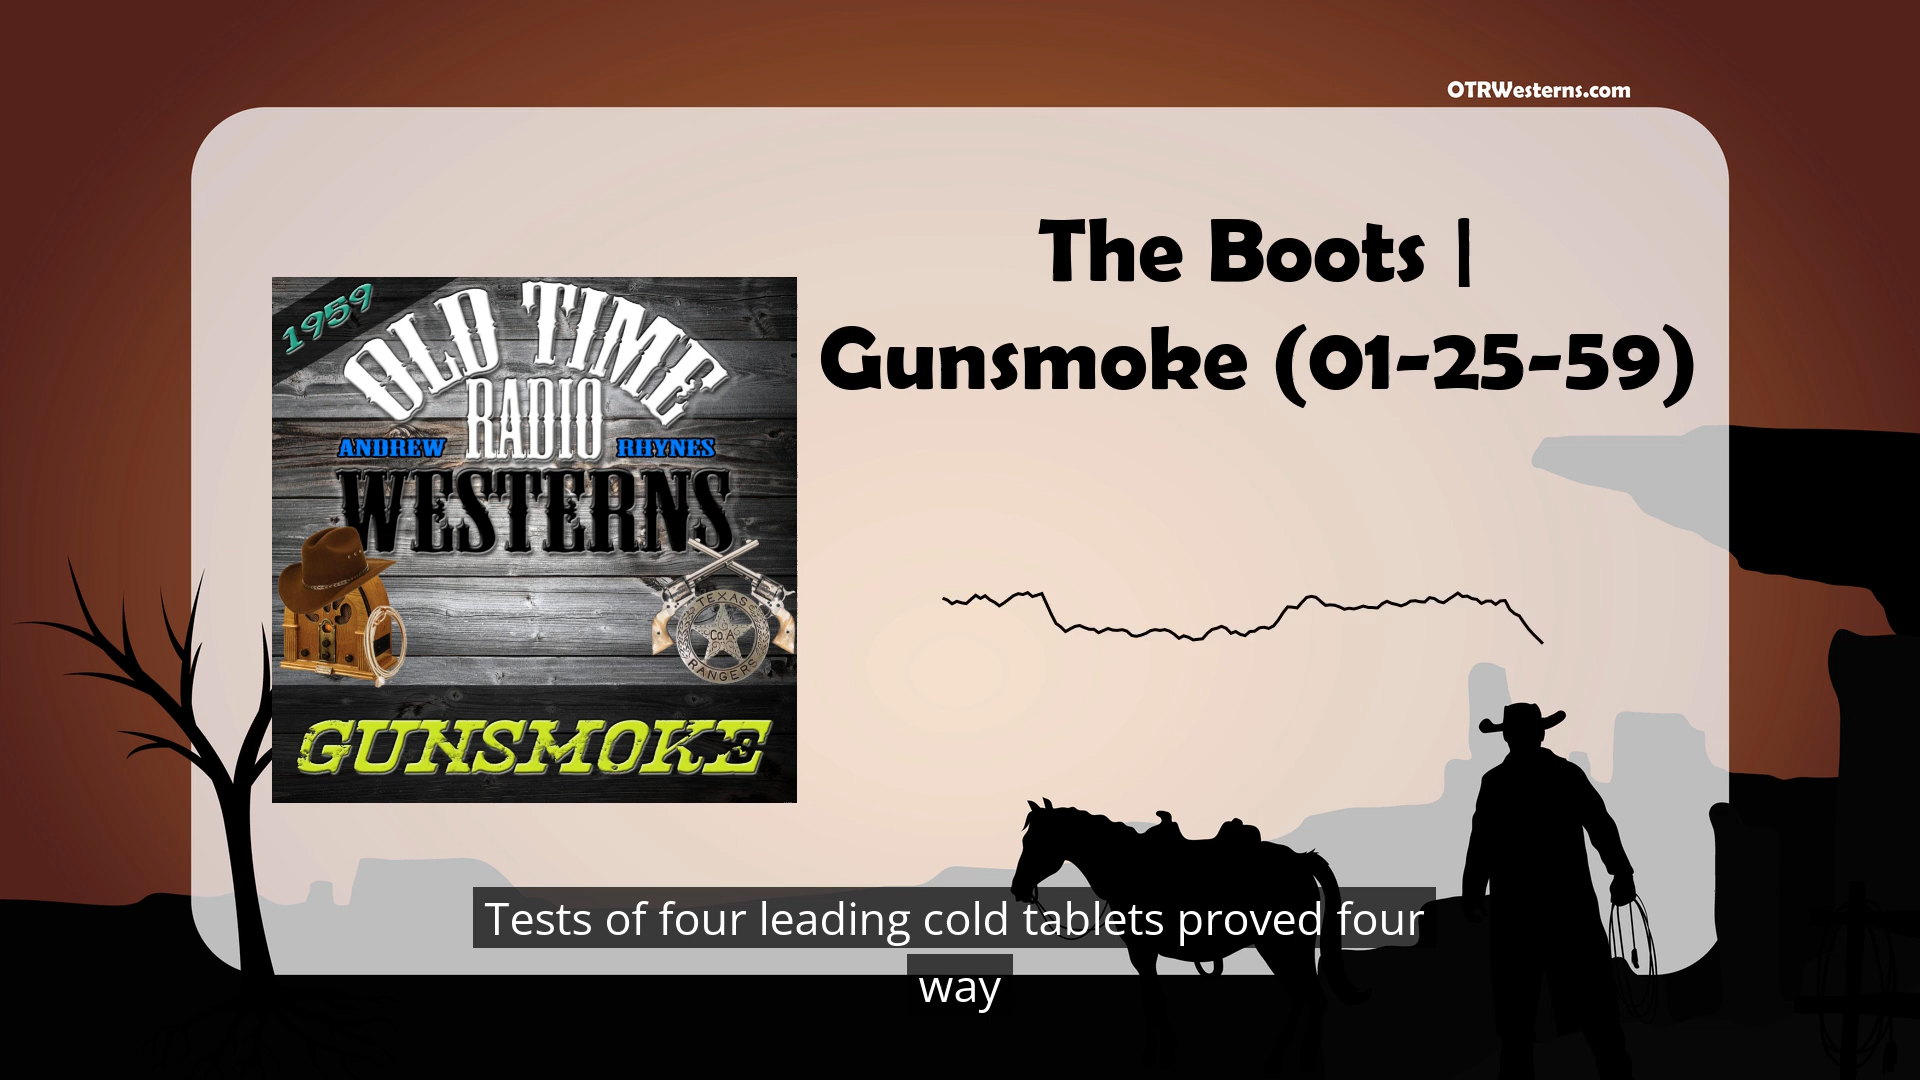 OTRWesterns.com
The Boots |
Gunsmoke (01-25-59)
1959
OLD TIME
RADIO
ANDREW RHYNES
WESTERNS
TEXAS
Co. A
RANGERS
GUNSMOKE
Tests of four leading cold tablets proved four
way